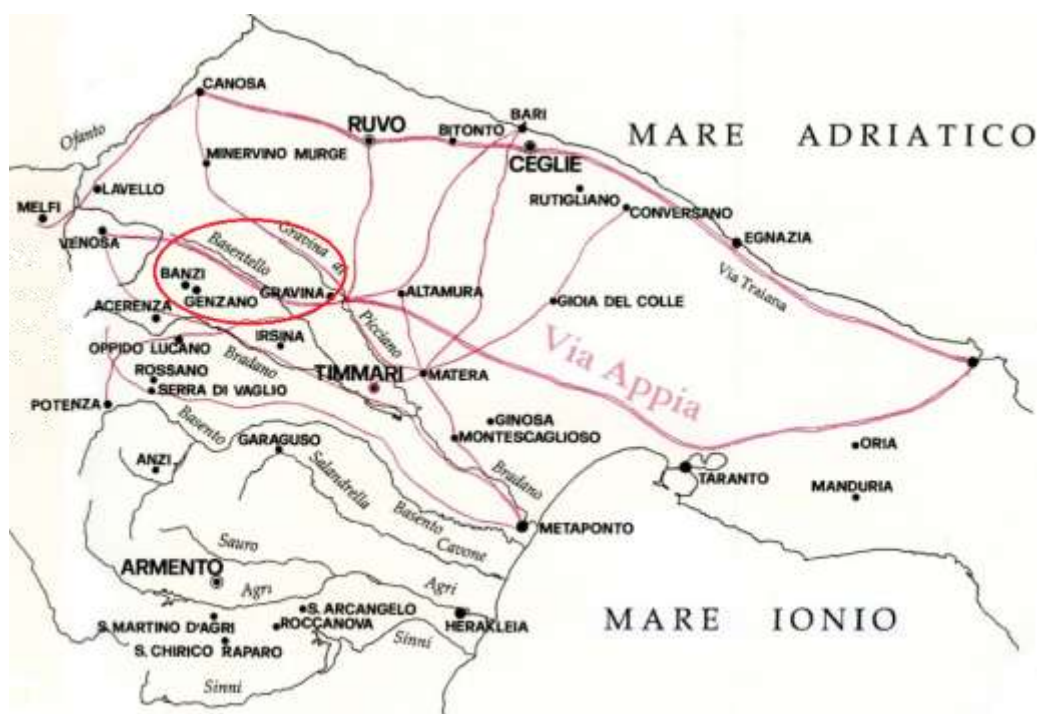 CANOSA
Ofanto
RUVO
BITONTO
BARI
CEGLIE
MARE ADRIATICO
MINERVINO MURGE
LAVELLO
RUTIGLIANO
CONVERSANO
MELFI
VENOSA
EGNAZIA
Gravina di
Basentello
Via Traiana
BANZI
GENZANO
GRAVINA
ALTAMURA
GIOIA DEL COLLE
ACERENZA
Picciano
Via Appia
OPPIDO LUCANO
IRSINA
Bradano
ROSSANO
TIMMARI
MATERA
SERRA DI VAGLIO
POTENZA
Basento
GINOSA
MONTESCAGLIOSO
GARAGUSO
ORIA
ANZI
Salandrella
Bradano
TARANTO
MANDURIA
Basento
METAPONTO
Sauro
Cavone
ARMENTO
Agri
Agri
S. ARCANGELO
MARE IONIO
S. MARTINO D'AGRI
ROCCANOVA
HERAKLEIA
S. CHIRICO RAPARO
Sinni
Sinni